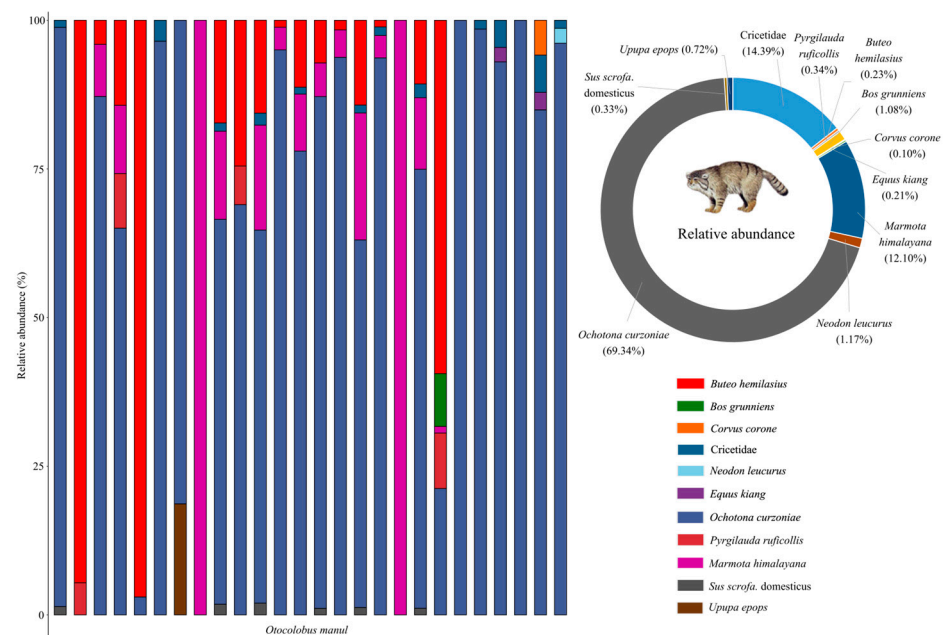 Relative abundance (%)
100
75
50
25
0
Otocolobus manul
Upupa epops (0.72%)
Sus scrofa.
domesticus
(0.33%)
Cricetidae
(14.39%)
Pyrgilauda
ruficollis
(0.34%)
Buteo
hemilasius
(0.23%)
Bos grunniens
(1.08%)
Corvus corone
(0.10%)
Equus kiang
(0.21%)
Marmota
himalayana
(12.10%)
Neodon leucurus
(1.17%)
Ochotona curzoniae
(69.34%)
Relative abundance
Buteo hemilasius
Bos grunniens
Corvus corone
Cricetidae
Neodon leucurus
Equus kiang
Ochotona curzoniae
Pyrgilauda ruficollis
Marmota himalayana
Sus scrofa. domesticus
Upupa epops